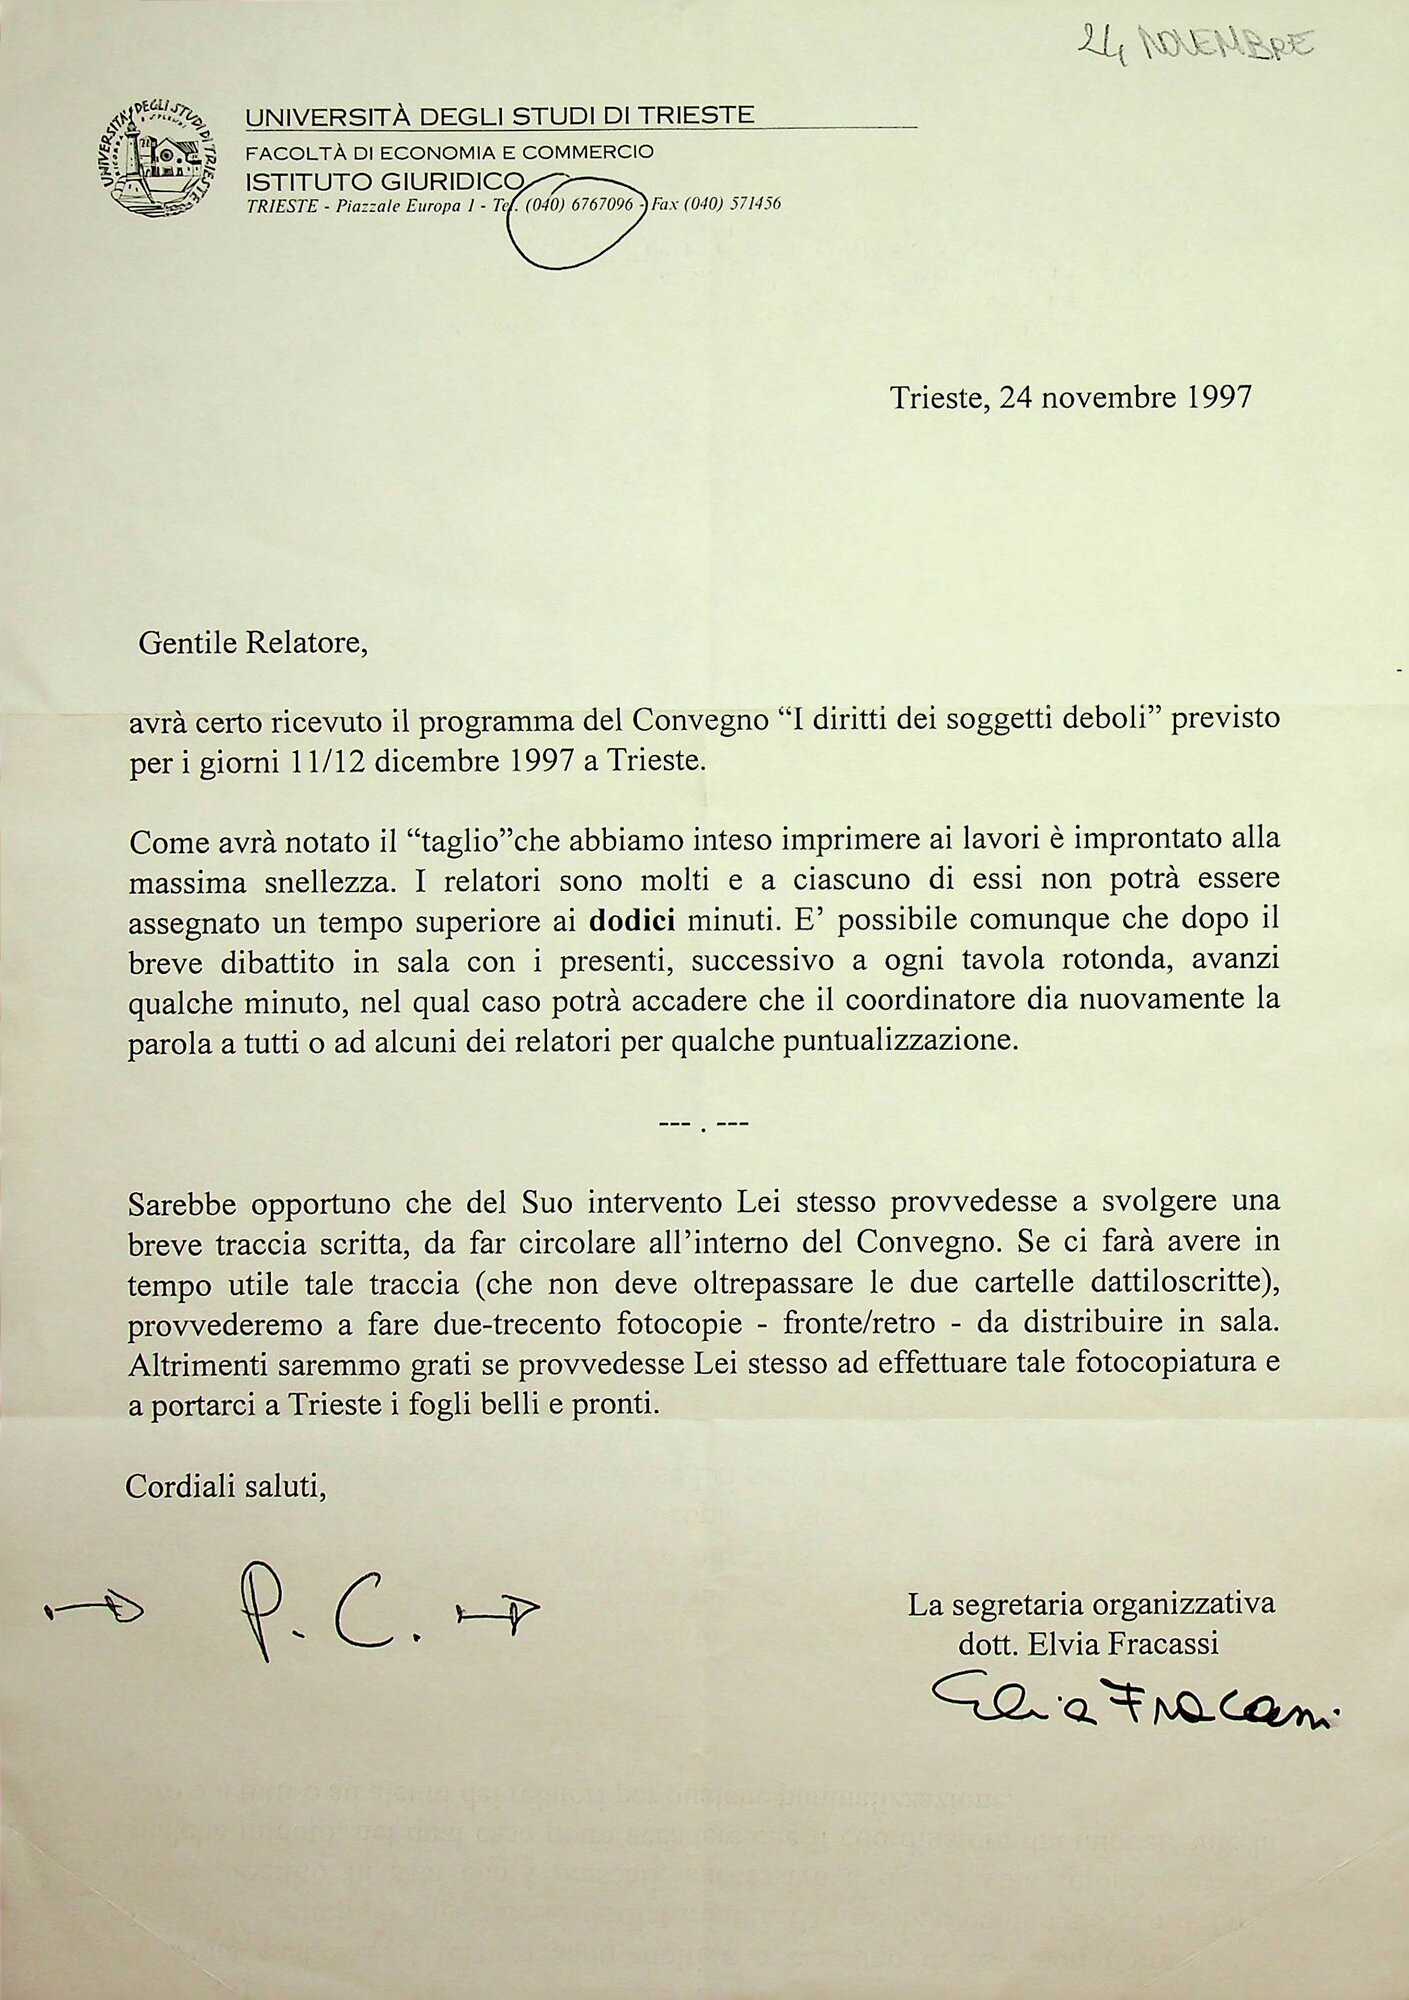 24 NOVEMBRE
UNIVERSITÀ DEGLI STUDI DI TRIESTE
UNIVERSITÀ DEGLI STUDI DI TRIESTE
FACOLTÀ DI ECONOMIA E COMMERCIO
ISTITUTO GIURIDICO
TRIESTE - Piazzale Europa 1 - Tel. (040) 6767096 - Fax (040) 571456
Trieste, 24 novembre 1997
Gentile Relatore,
avrà certo ricevuto il programma del Convegno “I diritti dei soggetti deboli” previsto
per i giorni 11/12 dicembre 1997 a Trieste.
Come avrà notato il “taglio”che abbiamo inteso imprimere ai lavori è improntato alla
massima snellezza. I relatori sono molti e a ciascuno di essi non potrà essere
assegnato un tempo superiore ai dodici minuti. E’ possibile comunque che dopo il
breve dibattito in sala con i presenti, successivo a ogni tavola rotonda, avanzi
qualche minuto, nel qual caso potrà accadere che il coordinatore dia nuovamente la
parola a tutti o ad alcuni dei relatori per qualche puntualizzazione.
--- . ---
Sarebbe opportuno che del Suo intervento Lei stesso provvedesse a svolgere una
breve traccia scritta, da far circolare all’interno del Convegno. Se ci farà avere in
tempo utile tale traccia (che non deve oltrepassare le due cartelle dattiloscritte),
provvederemo a fare due-trecento fotocopie - fronte/retro - da distribuire in sala.
Altrimenti saremmo grati se provvedesse Lei stesso ad effettuare tale fotocopiatura e
a portarci a Trieste i fogli belli e pronti.
Cordiali saluti,
P. C.
La segretaria organizzativa
dott. Elvia Fracassi
Elvia Fracassi